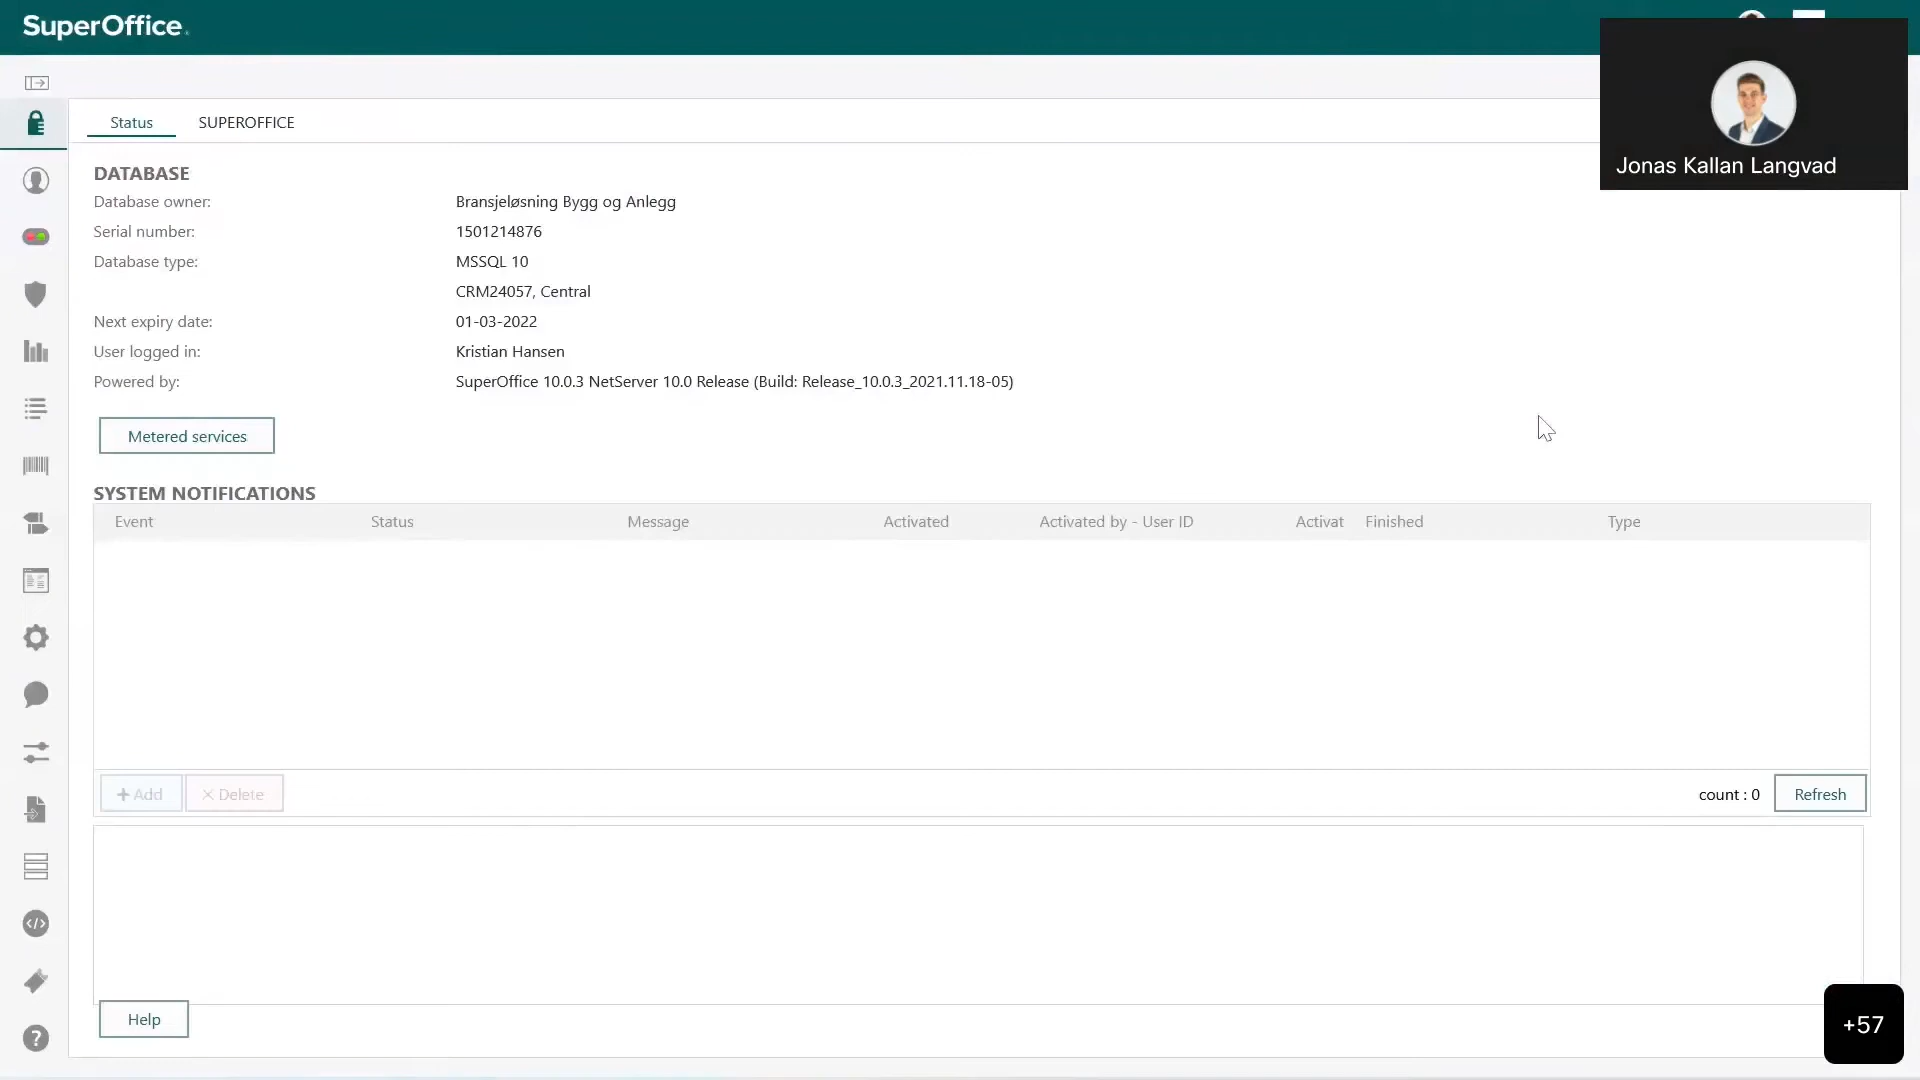 SuperOffice
Jonas Kallan Langvad
Status
SUPEROFFICE
DATABASE
Database owner: Bransjeløsning Bygg og Anlegg
Serial number: 1501214876
Database type: MSSQL 10
CRM24057, Central
Next expiry date: 01-03-2022
User logged in: Kristian Hansen
Powered by: SuperOffice 10.0.3 NetServer 10.0 Release (Build: Release_10.0.3_2021.11.18-05)
Metered services
SYSTEM NOTIFICATIONS
Event Status Message Activated Activated by - User ID Activat Finished Type
+ Add × Delete count : 0 Refresh
Help
+57